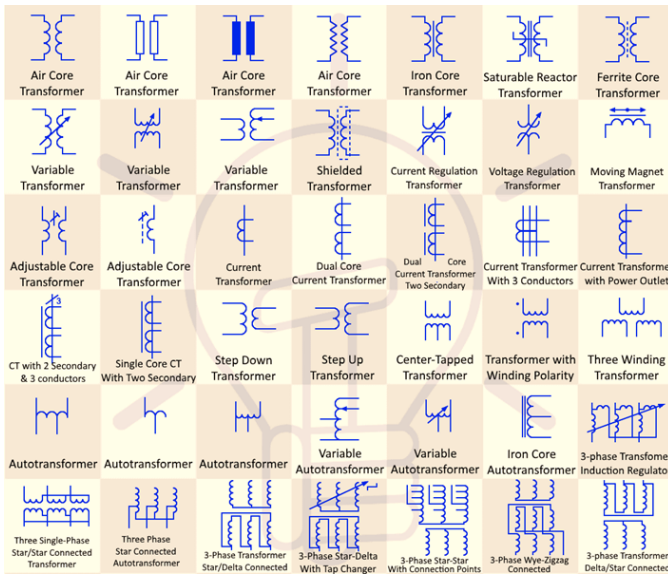 Air Core
Transformer
Air Core
Transformer
Air Core
Transformer
Air Core
Transformer
Iron Core
Transformer
Saturable Reactor
Transformer
Ferrite Core
Transformer
Variable
Transformer
Variable
Transformer
Variable
Transformer
Shielded
Transformer
Current Regulation
Transformer
Voltage Regulation
Transformer
Moving Magnet
Transformer
Adjustable Core
Transformer
Adjustable Core
Transformer
Current
Transformer
Dual Core
Current Transformer
Dual Core
Current Transformer
Two Secondary
Current Transformer
With 3 Conductors
Current Transforme
with Power Outlet
3
CT with 2 Secondary
& 3 conductors
Single Core CT
With Two Secondary
Step Down
Transformer
Step Up
Transformer
Center-Tapped
Transformer
Transformer with
Winding Polarity
Three Winding
Transformer
Autotransformer
Autotransformer
Autotransformer
Variable
Autotransformer
Variable
Autotransformer
Iron Core
Autotransformer
3-phase Transfome
Induction Regulato
Three Single-Phase
Star/Star Connected
Transformer
Three Phase
Star Connected
Autotransformer
3-Phase Transformer
Star/Delta Connected
3-Phase Star-Delta
With Tap Changer
3-Phase Star-Star
With Connection Points
3-Phase Wye-Zigzag
Connected
3-phase Transformer
Delta/Star Connected